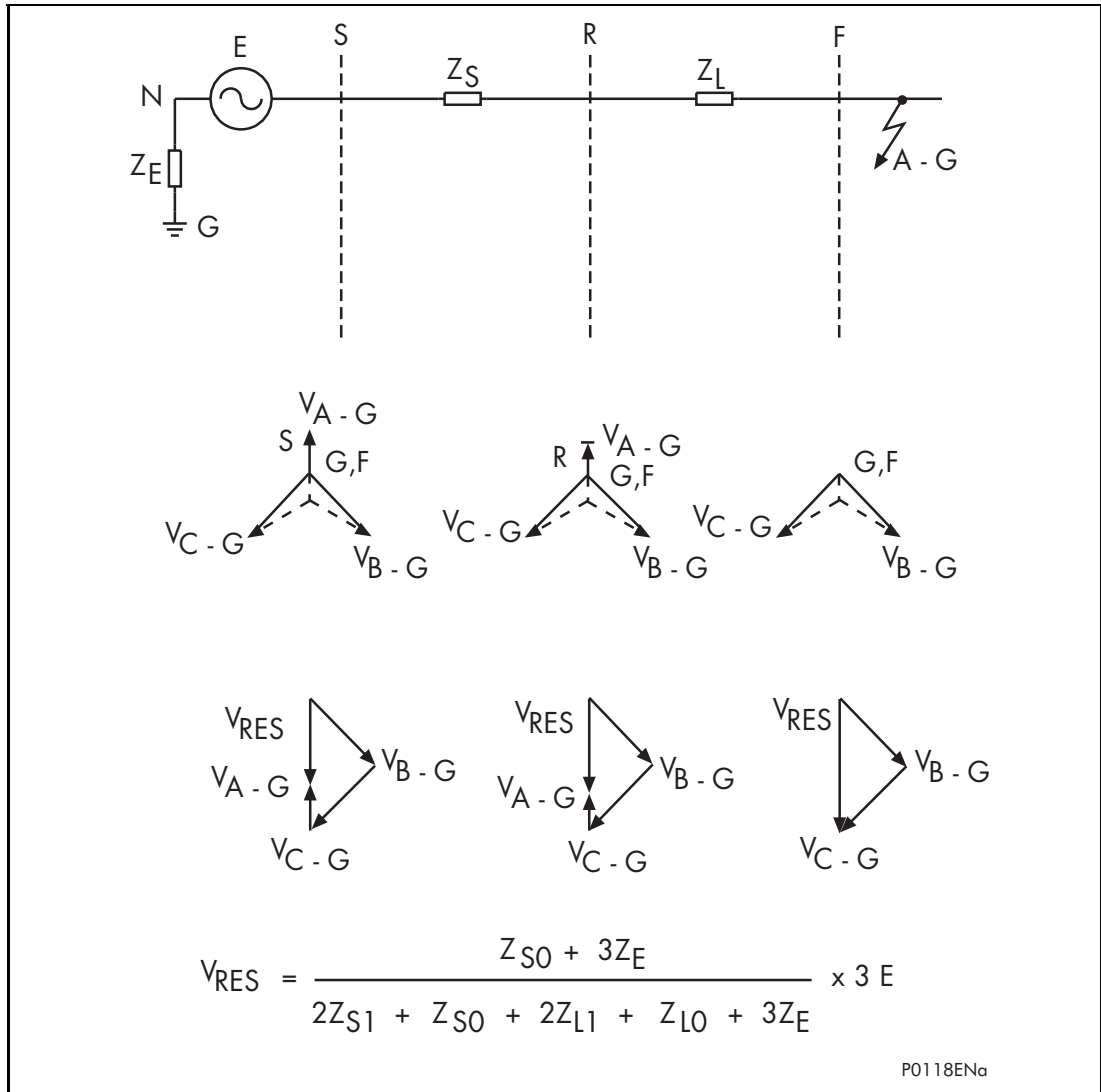 S R F
E
Z_S Z_L
N
Z_E
A - G
G
V_A - G
S G,F
V_C - G
V_B - G
V_A - G
R G,F
V_C - G
V_B - G
G,F
V_C - G
V_B - G
V_RES
V_B - G
V_A - G
V_C - G
V_RES
V_B - G
V_A - G
V_C - G
V_RES
V_B - G
V_C - G
V_RES = (Z_S0 + 3Z_E) / (2Z_S1 + Z_S0 + 2Z_L1 + Z_L0 + 3Z_E) x 3 E
P0118ENa